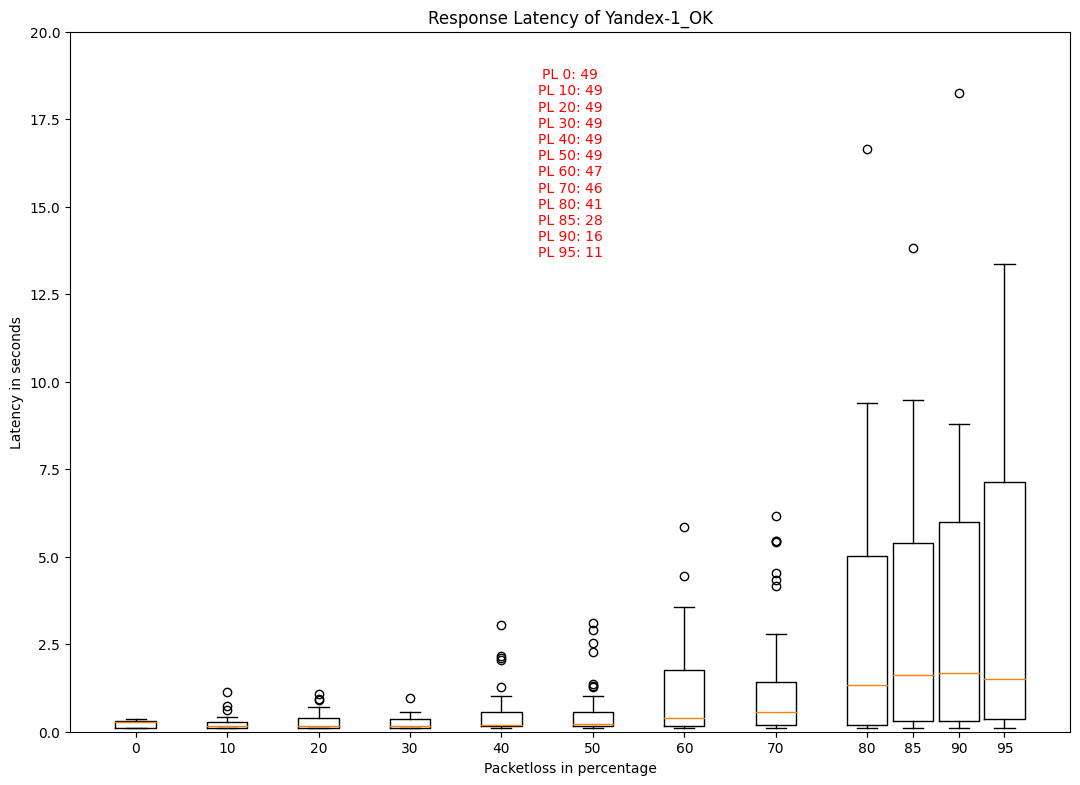 Response Latency of Yandex-1_OK
20.0
17.5
15.0
12.5
10.0
7.5
5.0
2.5
0.0
Latency in seconds
PL 0: 49
PL 10: 49
PL 20: 49
PL 30: 49
PL 40: 49
PL 50: 49
PL 60: 47
PL 70: 46
PL 80: 41
PL 85: 28
PL 90: 16
PL 95: 11
0 10 20 30 40 50 60 70 80 85 90 95
Packetloss in percentage